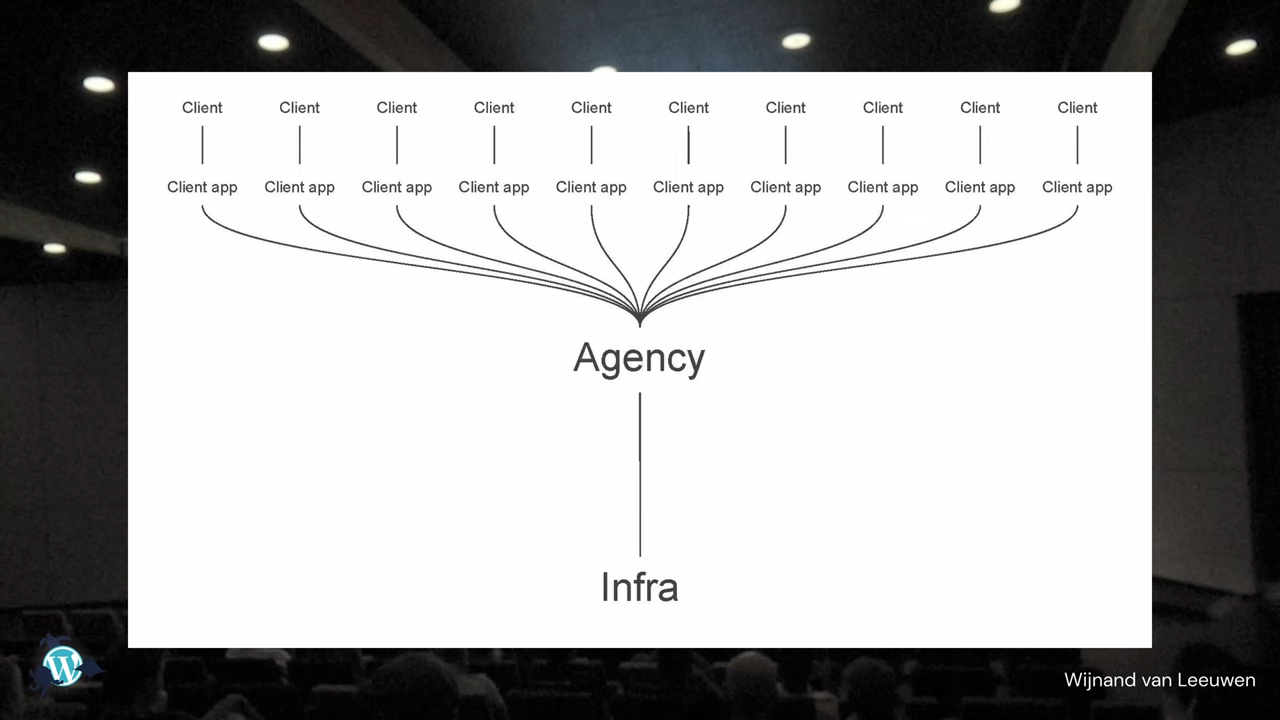 Client Client Client Client Client Client Client Client Client Client
Client app Client app Client app Client app Client app Client app Client app Client app Client app Client app
Agency
Infra
Wijnand van Leeuwen